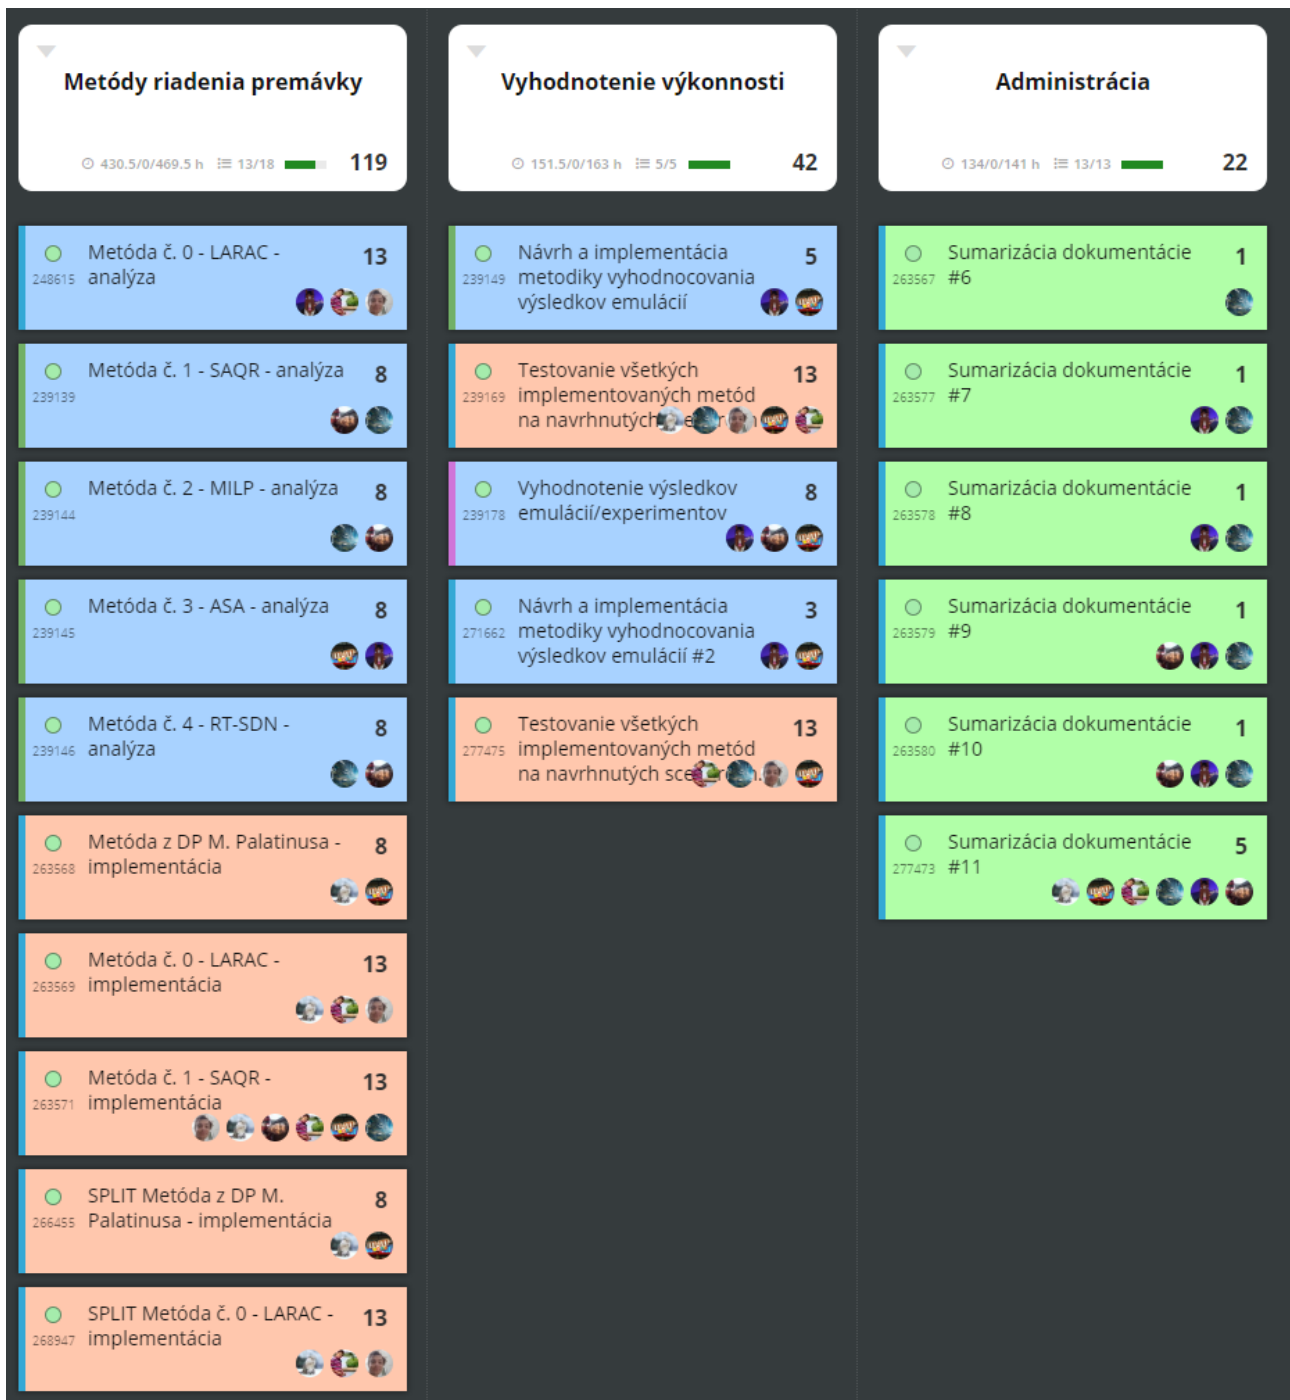 Metódy riadenia premávky
430.5/0/469.5 h 13/18 119
Metóda č. 0 - LARAC - 13
248615 analýza
Metóda č. 1 - SAQR - analýza 8
239139
Metóda č. 2 - MILP - analýza 8
239144
Metóda č. 3 - ASA - analýza 8
239145
Metóda č. 4 - RT-SDN - 8
239146 analýza
Metóda z DP M. Palatinusa - 8
263568 implementácia
Metóda č. 0 - LARAC - 13
263569 implementácia
Metóda č. 1 - SAQR - 13
263571 implementácia
SPLIT Metóda z DP M. 8
266455 Palatinusa - implementácia
SPLIT Metóda č. 0 - LARAC - 13
268947 implementácia
Vyhodnotenie výkonnosti
151.5/0/163 h 5/5 42
Návrh a implementácia 5
239149 metodiky vyhodnocovania
výsledkov emulácií
Testovanie všetkých 13
239169 implementovaných metód
na navrhnutých
Vyhodnotenie výsledkov 8
239178 emulácií/experimentov
Návrh a implementácia 3
271662 metodiky vyhodnocovania
výsledkov emulácií #2
Testovanie všetkých 13
277475 implementovaných metód
na navrhnutých
Administrácia
134/0/141 h 13/13 22
Sumarizácia dokumentácie 1
263567 #6
Sumarizácia dokumentácie 1
263577 #7
Sumarizácia dokumentácie 1
263578 #8
Sumarizácia dokumentácie 1
263579 #9
Sumarizácia dokumentácie 1
263580 #10
Sumarizácia dokumentácie 5
277473 #11